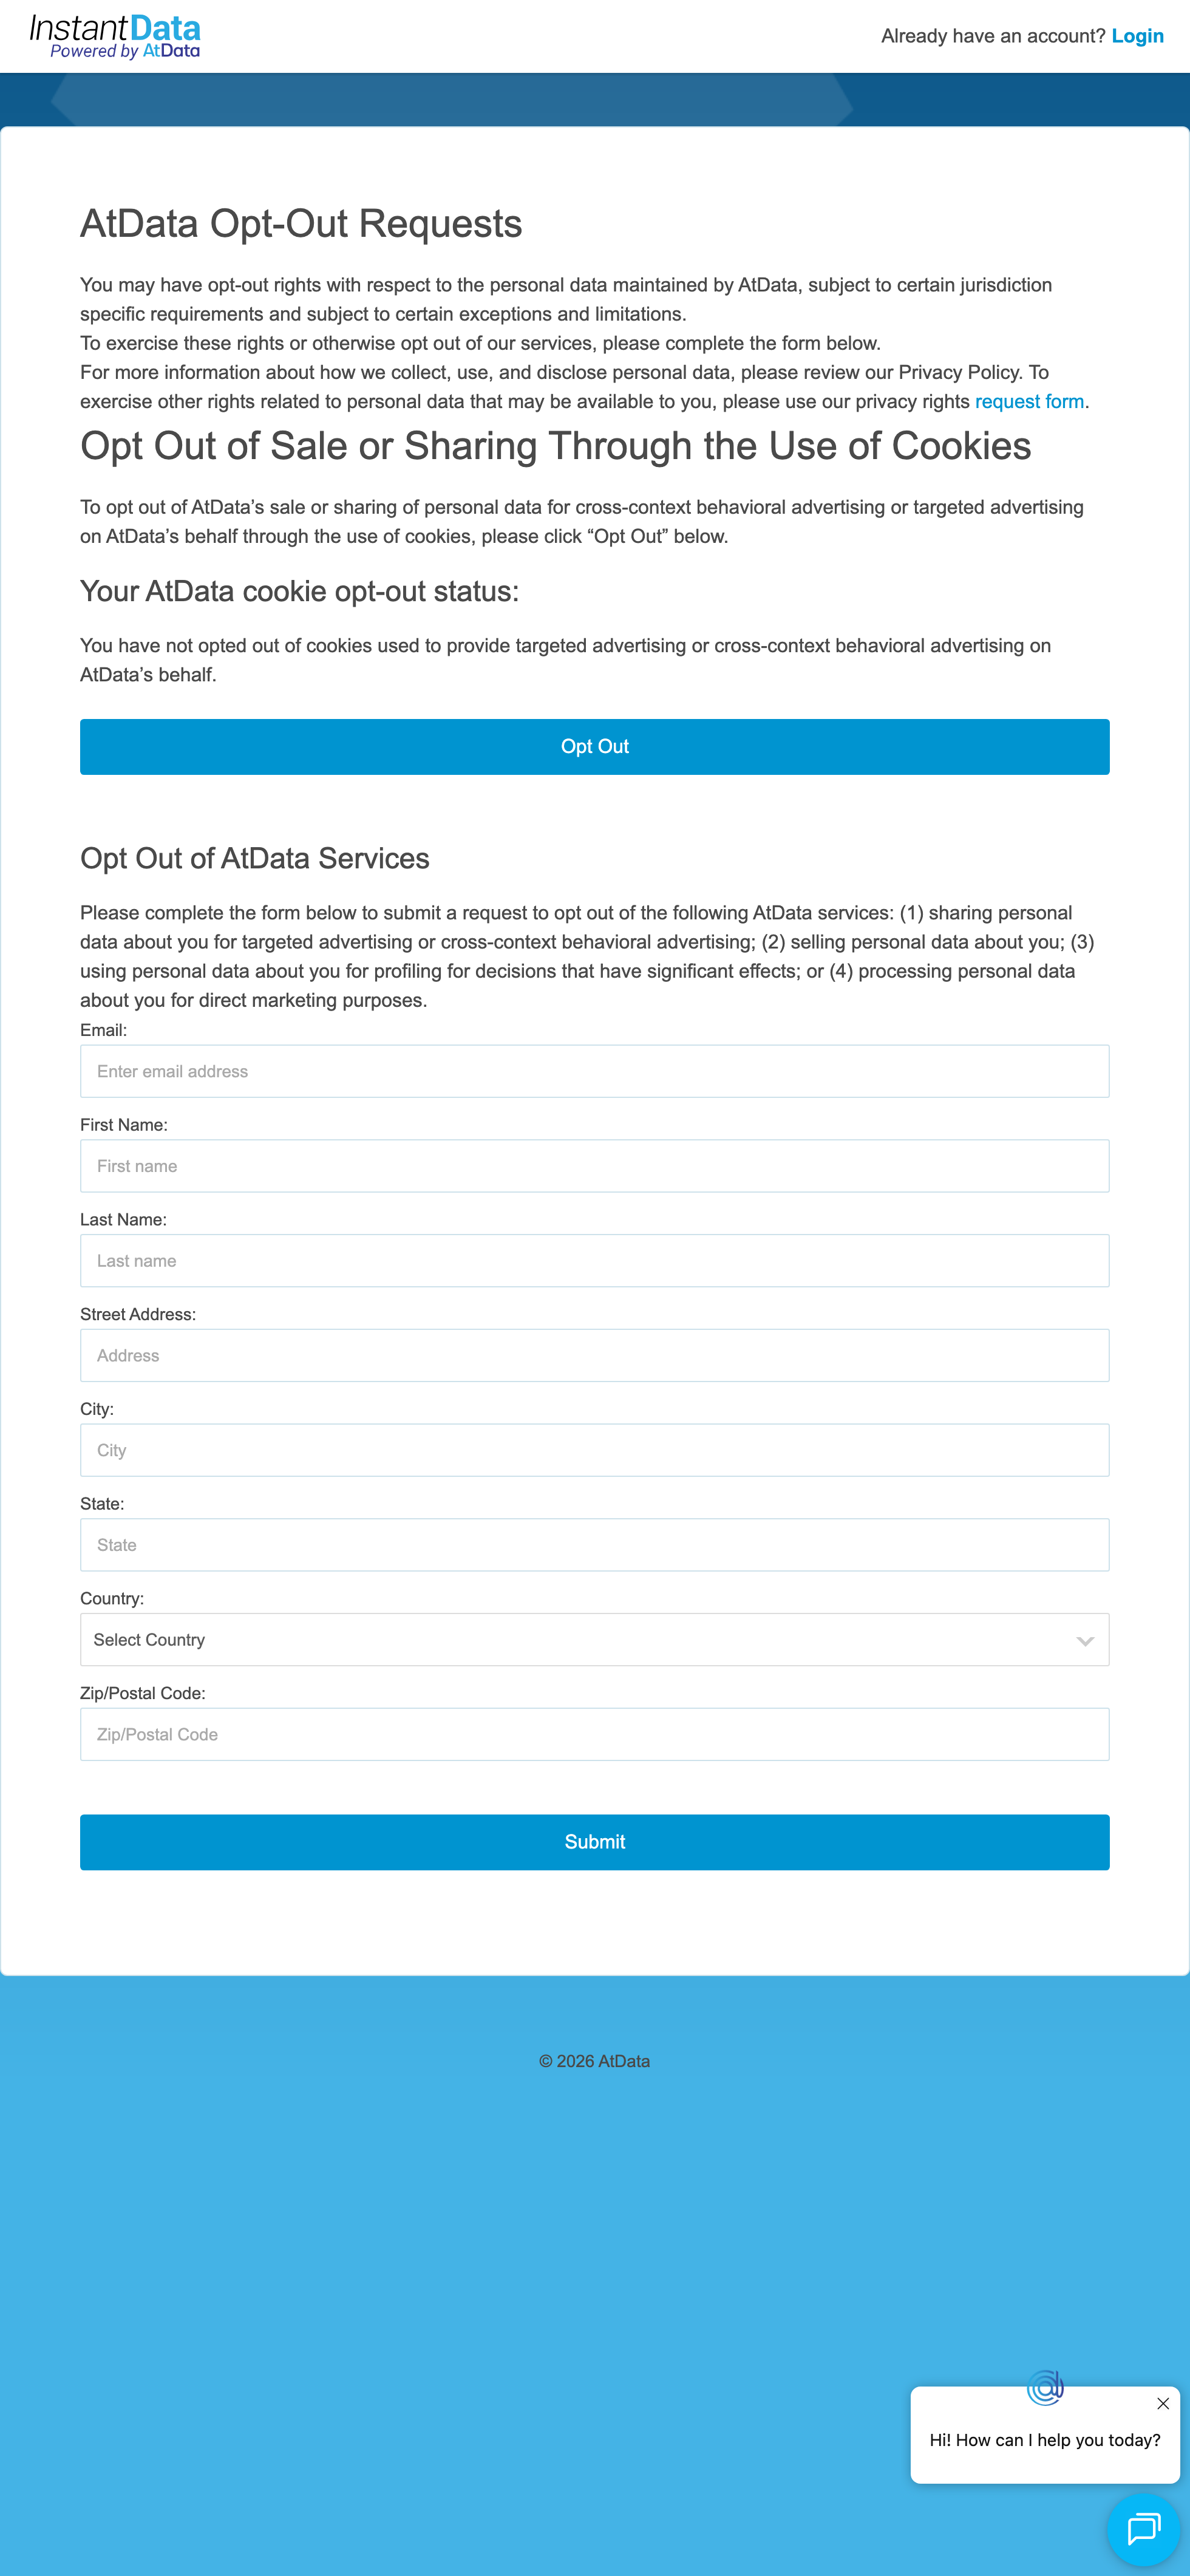 InstantData
Powered by AtData
Already have an account? Login
AtData Opt-Out Requests
You may have opt-out rights with respect to the personal data maintained by AtData, subject to certain jurisdiction
specific requirements and subject to certain exceptions and limitations.
To exercise these rights or otherwise opt out of our services, please complete the form below.
For more information about how we collect, use, and disclose personal data, please review our Privacy Policy. To
exercise other rights related to personal data that may be available to you, please use our privacy rights request form.
Opt Out of Sale or Sharing Through the Use of Cookies
To opt out of AtData’s sale or sharing of personal data for cross-context behavioral advertising or targeted advertising
on AtData’s behalf through the use of cookies, please click “Opt Out” below.
Your AtData cookie opt-out status:
You have not opted out of cookies used to provide targeted advertising or cross-context behavioral advertising on
AtData’s behalf.
Opt Out
Opt Out of AtData Services
Please complete the form below to submit a request to opt out of the following AtData services: (1) sharing personal
data about you for targeted advertising or cross-context behavioral advertising; (2) selling personal data about you; (3)
using personal data about you for profiling for decisions that have significant effects; or (4) processing personal data
about you for direct marketing purposes.
Email:
Enter email address
First Name:
First name
Last Name:
Last name
Street Address:
Address
City:
City
State:
State
Country:
Select Country
Zip/Postal Code:
Zip/Postal Code
Submit
© 2026 AtData
Hi! How can I help you today?